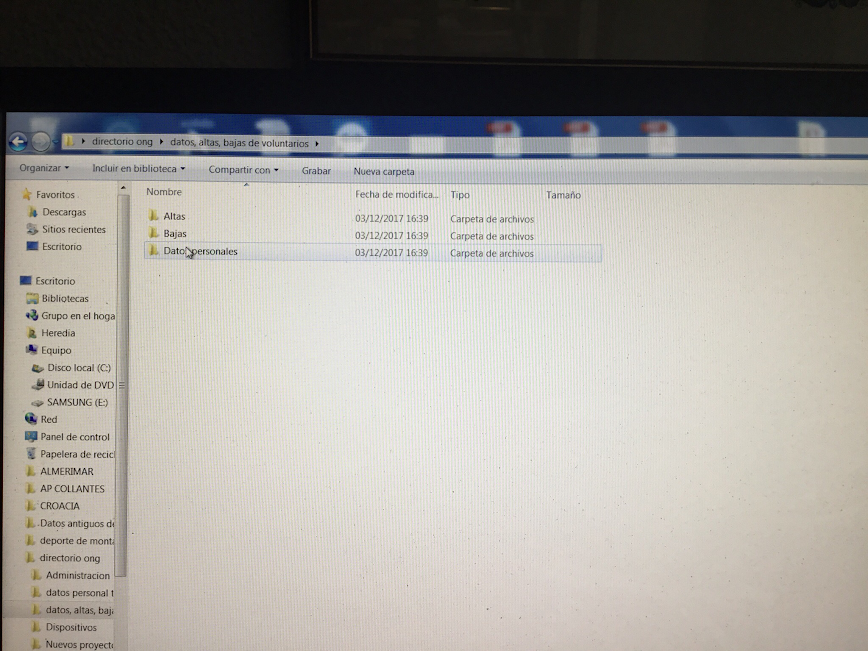 directorio ong ▸ datos, altas, bajas de voluntarios ▸
Organizar Incluir en biblioteca Compartir con Grabar Nueva carpeta
Favoritos
Descargas
Sitios recientes
Escritorio
Escritorio
Bibliotecas
Grupo en el hoga
Heredia
Equipo
Disco local (C:)
Unidad de DVD
SAMSUNG (E:)
Red
Panel de control
Papelera de recicl
ALMERIMAR
AP COLLANTES
CROACIA
Datos antiguos de
deporte de monta
directorio ong
Administracion
datos personal t
datos, altas, baja
Dispositivos
Nuevos proyecto
Nombre Fecha de modifica... Tipo Tamaño
Altas 03/12/2017 16:39 Carpeta de archivos
Bajas 03/12/2017 16:39 Carpeta de archivos
Datos personales 03/12/2017 16:39 Carpeta de archivos